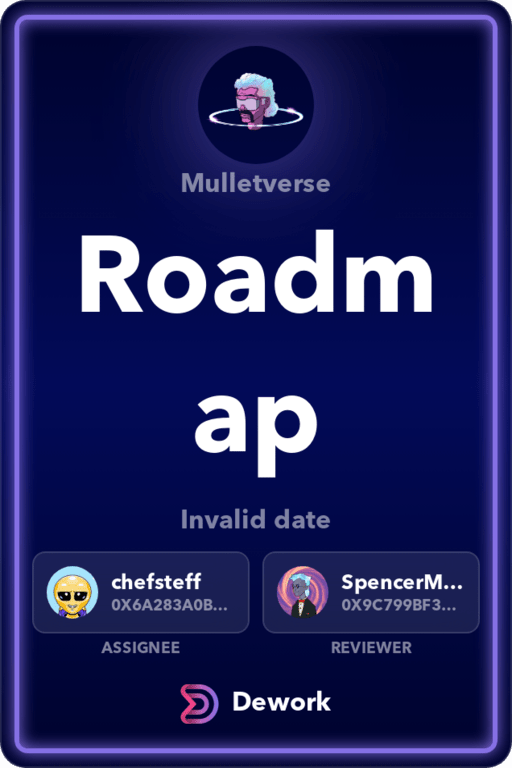 Mulletverse
Roadm
ap
Invalid date
chefsteff
0X6A283A0B...
SpencerM...
0X9C799BF3...
ASSIGNEE
REVIEWER
Dework